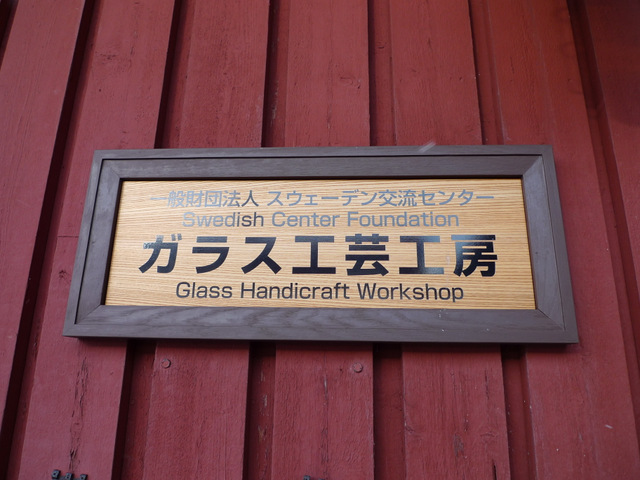 一般財団法人 スウェーデン交流センター
Swedish Center Foundation
ガラス工芸工房
Glass Handicraft Workshop